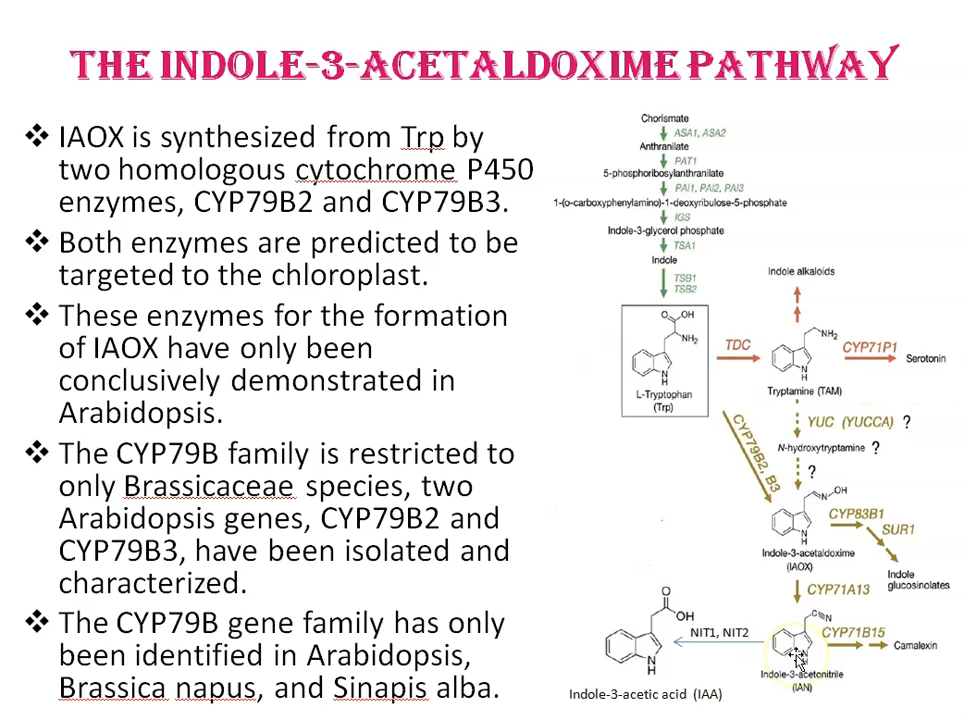 THE INDOLE-3-ACETALDOXIME PATHWAY
❖ IAOX is synthesized from Trp by
two homologous cytochrome P450
enzymes, CYP79B2 and CYP79B3.
❖ Both enzymes are predicted to be
targeted to the chloroplast.
❖ These enzymes for the formation
of IAOX have only been
conclusively demonstrated in
Arabidopsis.
❖ The CYP79B family is restricted to
only Brassicaceae species, two
Arabidopsis genes, CYP79B2 and
CYP79B3, have been isolated and
characterized.
❖ The CYP79B gene family has only
been identified in Arabidopsis,
Brassica napus, and Sinapis alba.
Chorismate
ASA1, ASA2
Anthranilate
PAT1
5-phosphoribosylanthranilate
PAI1, PAI2, PAI3
1-(o-carboxyphenylamino)-1-deoxyribulose-5-phosphate
IGS
Indole-3-glycerol phosphate
TSA1
Indole
TSB1
TSB2
O OH
NH2
N
H
L-Tryptophan
(Trp)
TDC
Indole alkaloids
NH2
N
H
Tryptamine (TAM)
CYP71P1
Serotonin
YUC (YUCCA) ?
N-hydroxytryptamine ?
?
CYP79B2, B3
N OH
N
H
Indole-3-acetaldoxime
(IAOX)
CYP83B1
SUR1
Indole
glucosinolates
CYP71A13
C≡N
N
H
Indole-3-acetonitrile
(IAN)
CYP71B15
Camalexin
NIT1, NIT2
O
OH
N
H
Indole-3-acetic acid (IAA)